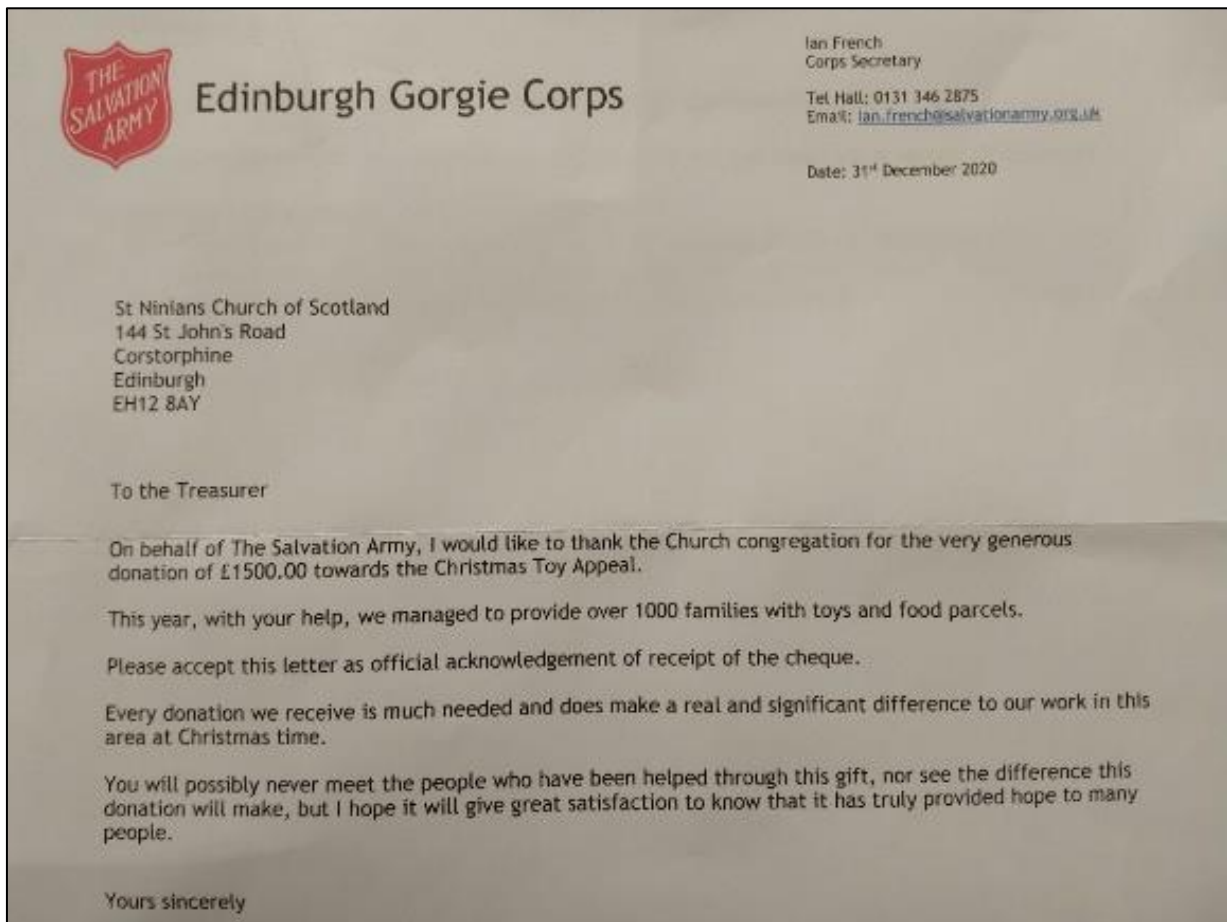 THE
SALVATION
ARMY
Edinburgh Gorgie Corps
Ian French
Corps Secretary
Tel Hall: 0131 346 2875
Email: Ian.french@salvationarmy.org.uk
Date: 31st December 2020
St Ninians Church of Scotland
144 St John's Road
Corstorphine
Edinburgh
EH12 8AY
To the Treasurer
On behalf of The Salvation Army, I would like to thank the Church congregation for the very generous
donation of £1500.00 towards the Christmas Toy Appeal.
This year, with your help, we managed to provide over 1000 families with toys and food parcels.
Please accept this letter as official acknowledgement of receipt of the cheque.
Every donation we receive is much needed and does make a real and significant difference to our work in this
area at Christmas time.
You will possibly never meet the people who have been helped through this gift, nor see the difference this
donation will make, but I hope it will give great satisfaction to know that it has truly provided hope to many
people.
Yours sincerely